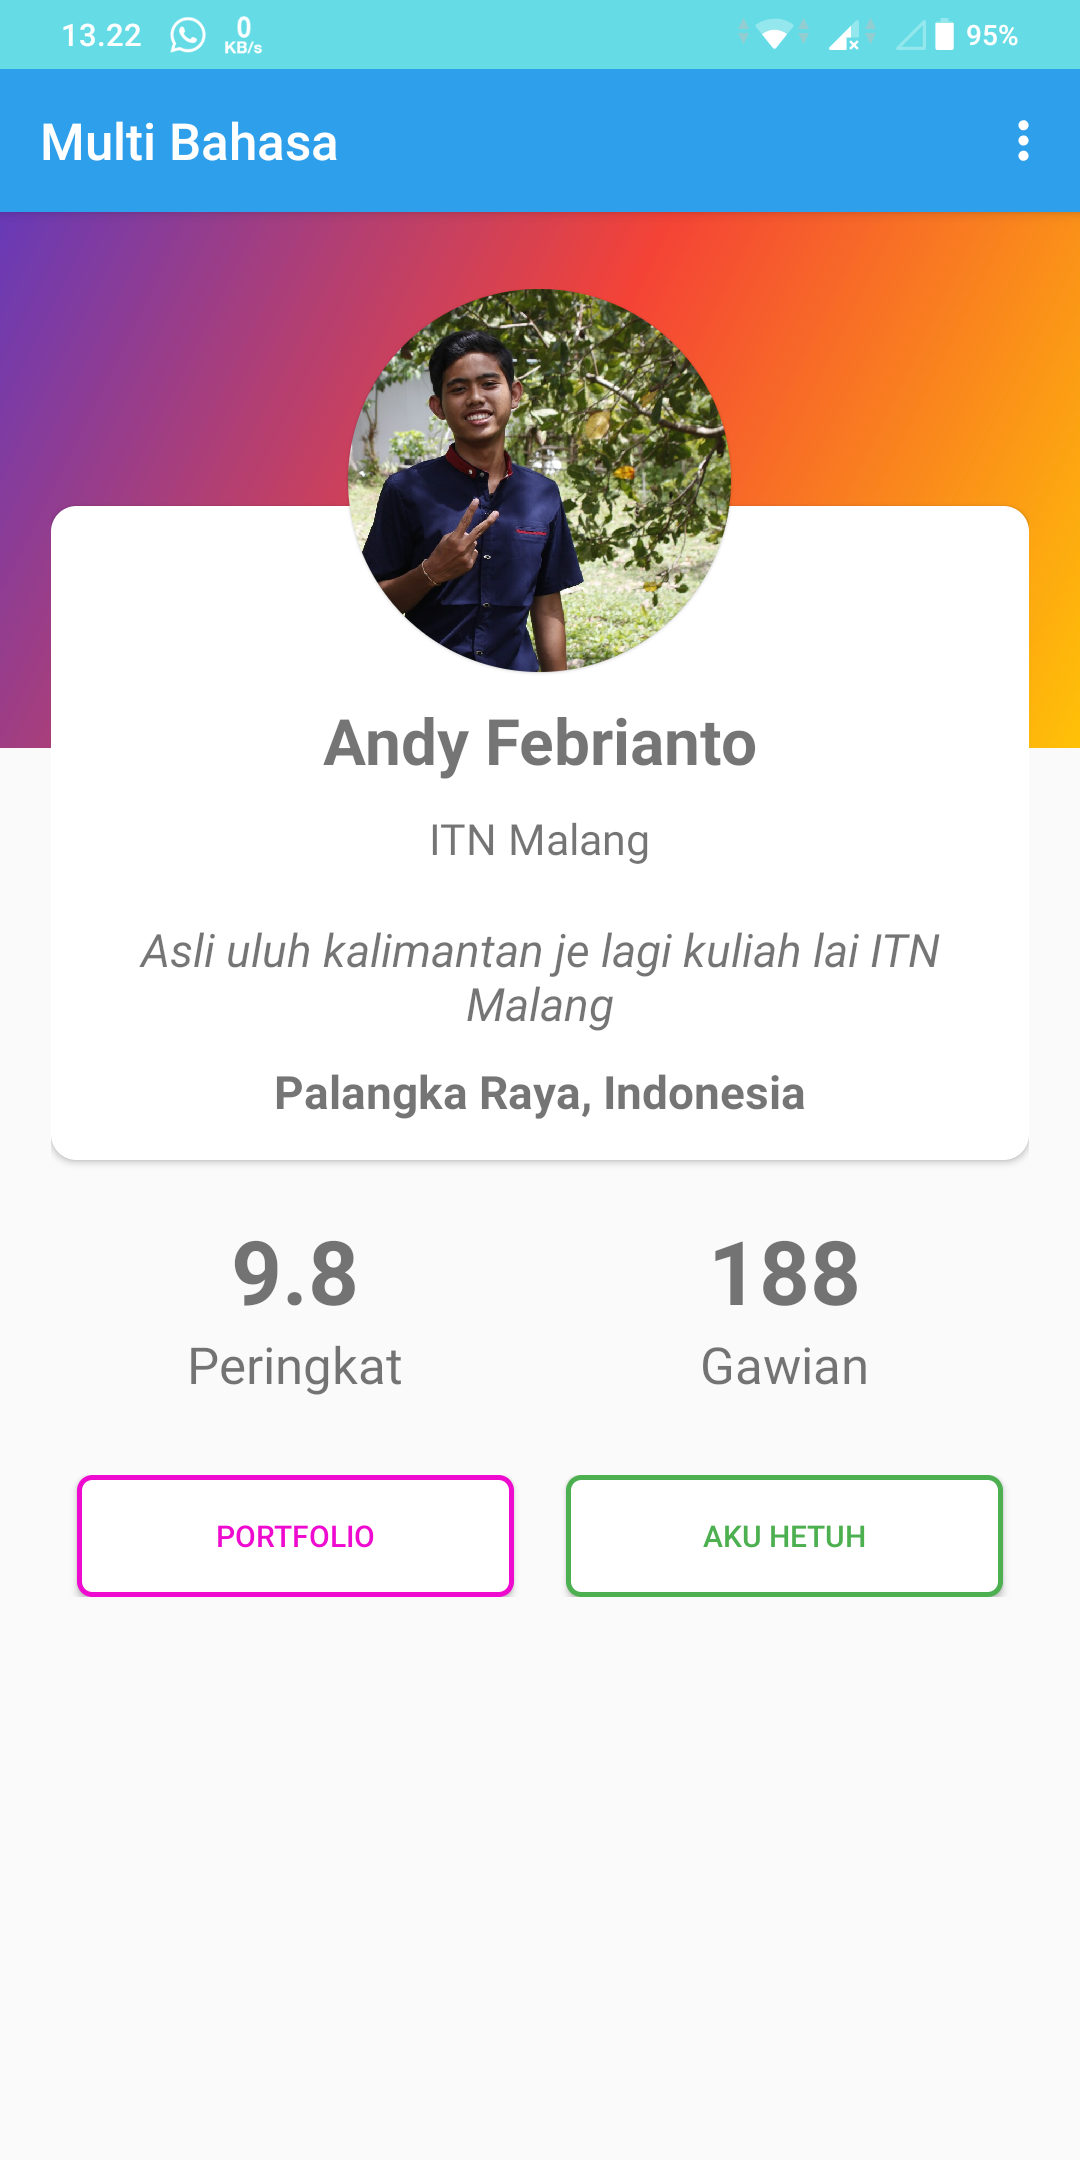 13.22
0
KB/s
95%
Multi Bahasa
Andy Febrianto
ITN Malang
Asli uluh kalimantan je lagi kuliah lai ITN
Malang
Palangka Raya, Indonesia
9.8
188
Peringkat
Gawian
PORTFOLIO
AKU HETUH